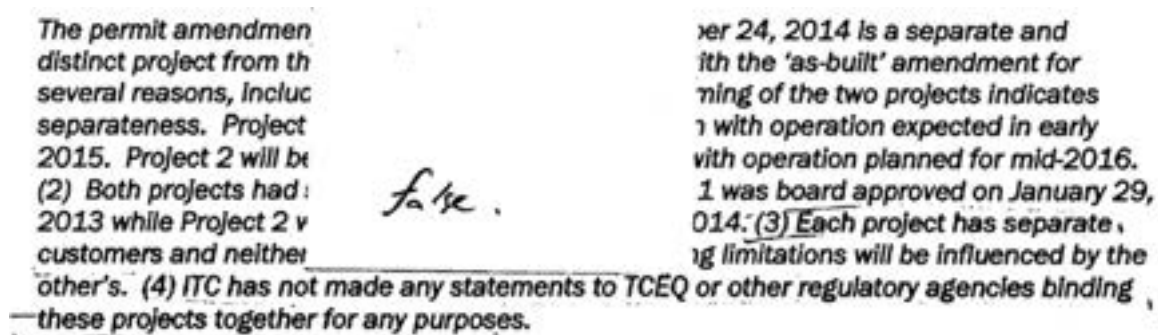 The permit amendmen ber 24, 2014 is a separate and
distinct project from th ith the 'as-built' amendment for
several reasons, includ ming of the two projects indicates
separateness. Project n with operation expected in early
2015. Project 2 will be with operation planned for mid-2016.
(2) Both projects had 1 was board approved on January 29,
false.
2013 while Project 2 014. (3) Each project has separate
customers and neither ng limitations will be influenced by the
other's. (4) ITC has not made any statements to TCEQ or other regulatory agencies binding
these projects together for any purposes.